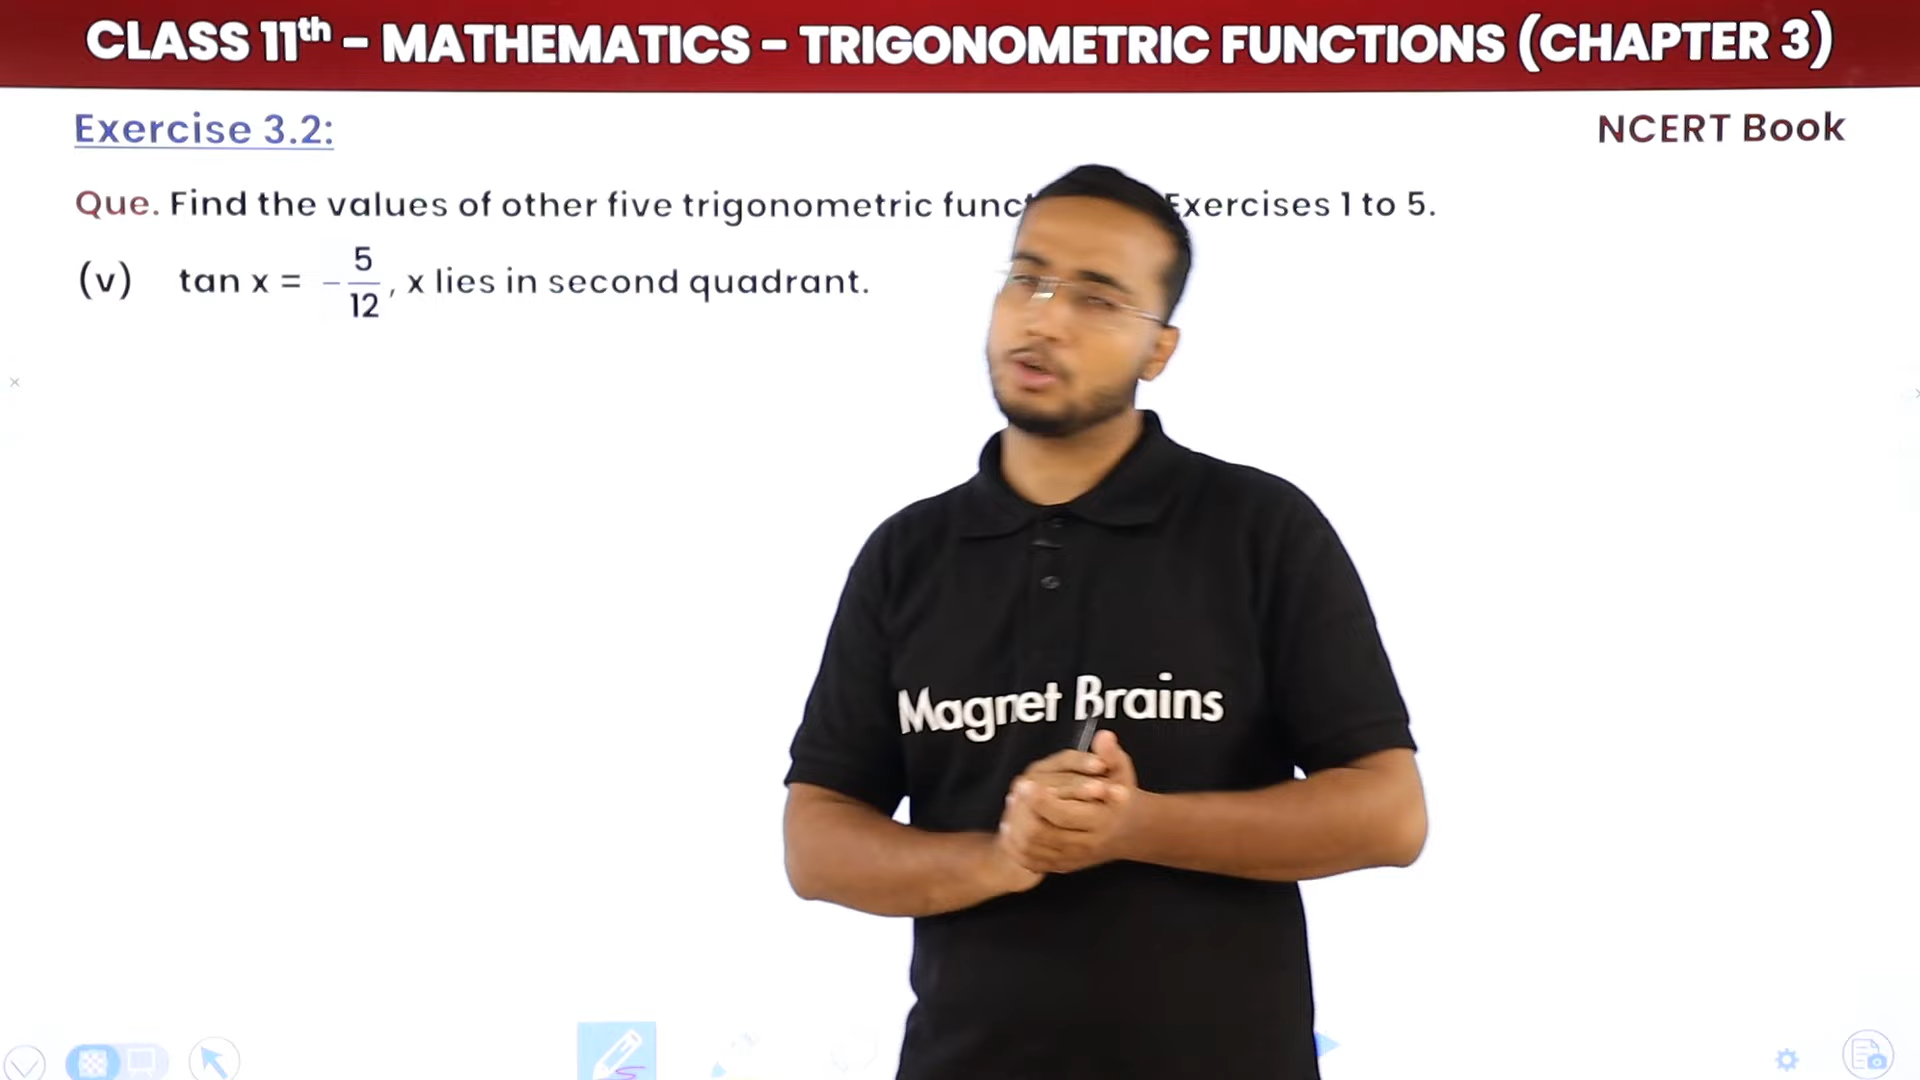 CLASS 11th - MATHEMATICS - TRIGONOMETRIC FUNCTIONS (CHAPTER 3)
Exercise 3.2:
NCERT Book
Que. Find the values of other five trigonometric Exercises 1 to 5.
(v) tan x = -5/12, x lies in second quadrant.
Magnet Brains